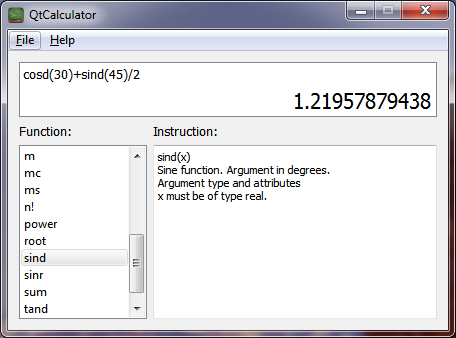 QtCalculator
File Help
cosd(30)+sind(45)/2
1.21957879438
Function: Instruction:
m
mc
ms
n!
power
root
sind
sinr
sum
tand
sind(x)
Sine function. Argument in degrees.
Argument type and attributes
x must be of type real.